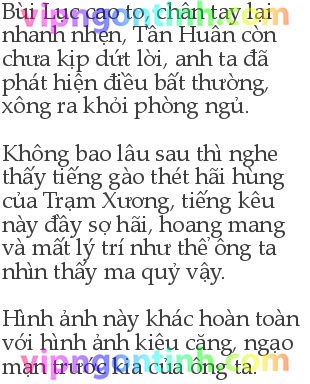 vipngontinh.com
Bùi Lục cao to, chân tay lại
nhanh nhẹn, Tần Huân còn
chưa kịp dứt lời, anh ta đã
phát hiện điều bất thường,
xông ra khỏi phòng ngủ.
Không bao lâu sau thì nghe
thấy tiếng gào thét hãi hùng
của Trạm Xương, tiếng kêu
này đầy sợ hãi, hoang mang
và mất lý trí như thể ông ta
nhìn thấy ma quỷ vậy.
Hình ảnh này khác hoàn toàn
với hình ảnh kiêu căng, ngạo
mạn trước kia của ông ta.
vipngontinh.com